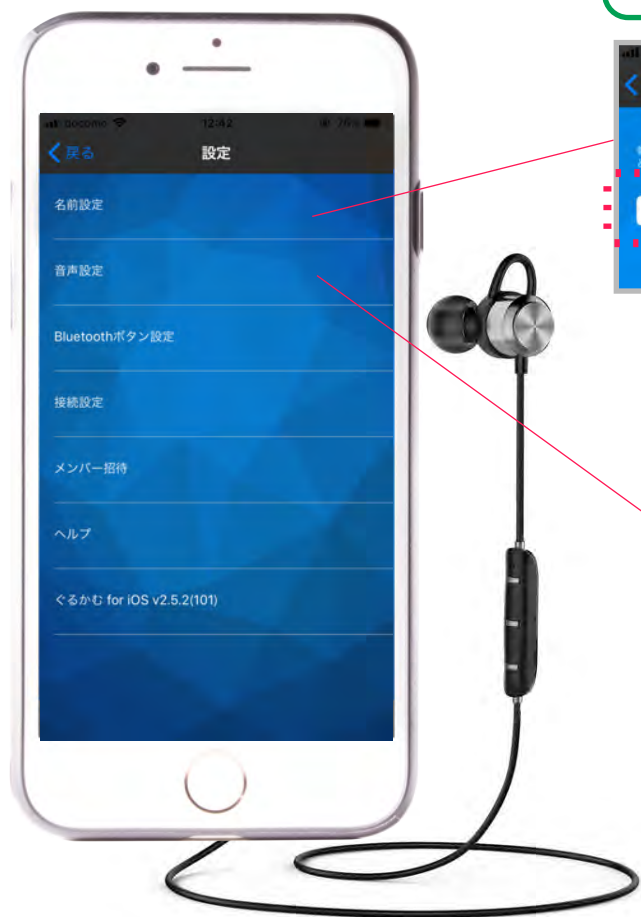 docomo 12:42 76%
戻る 設定
名前設定
音声設定
Bluetoothボタン設定
接続設定
メンバー招待
ヘルプ
ぐるかむ for iOS v2.5.2(101)